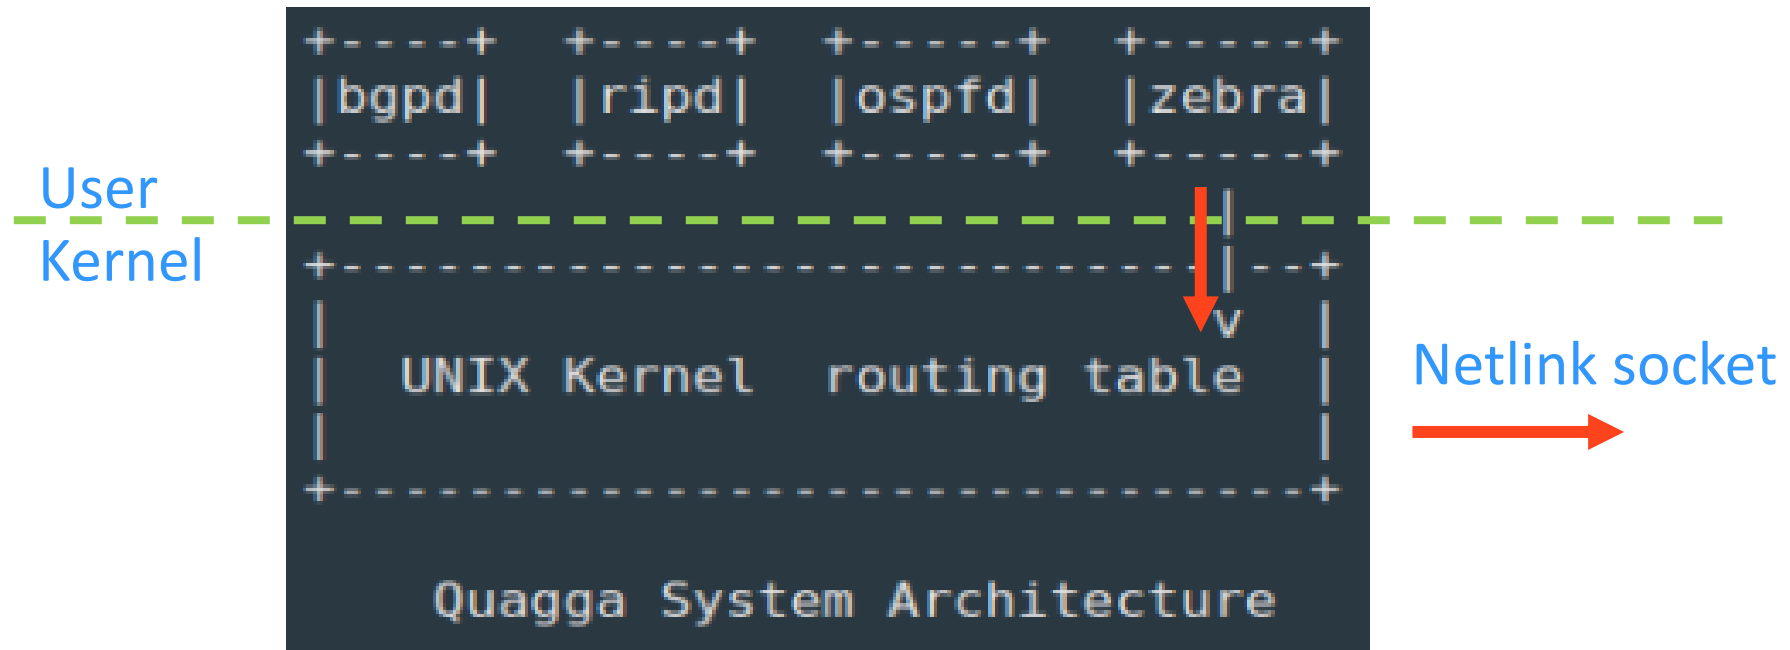 +----+  +----+  +-----+  +-----+
|bgpd|  |ripd|  |ospfd|  |zebra|
+----+  +----+  +-----+  +-----+
User
|
Kernel
+---------------------------|--+
|                           v  |
|  UNIX Kernel  routing table  |
Netlink socket
|                              |
+------------------------------+
Quagga System Architecture